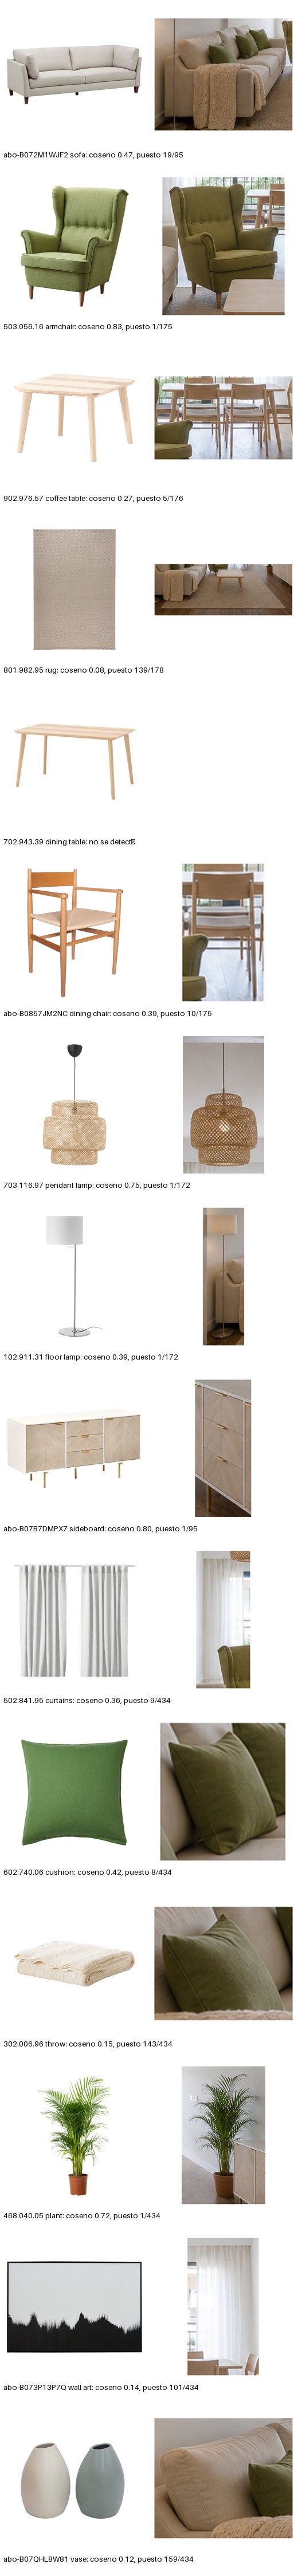 abo-B072M1WJF2 sofa: coseno 0.47, puesto 19/95
503.056.16 armchair: coseno 0.83, puesto 1/175
902.976.57 coffee table: coseno 0.27, puesto 5/176
801.982.95 rug: coseno 0.08, puesto 139/178
702.943.39 dining table: no se detect▯
abo-B0857JM2NC dining chair: coseno 0.39, puesto 10/175
703.116.97 pendant lamp: coseno 0.75, puesto 1/172
102.911.31 floor lamp: coseno 0.39, puesto 1/172
abo-B07B7DMPX7 sideboard: coseno 0.80, puesto 1/95
502.841.95 curtains: coseno 0.36, puesto 9/434
602.740.06 cushion: coseno 0.42, puesto 8/434
302.006.96 throw: coseno 0.15, puesto 143/434
468.040.05 plant: coseno 0.72, puesto 1/434
abo-B073P13P7Q wall art: coseno 0.14, puesto 101/434
abo-B07QHL8W81 vase: coseno 0.12, puesto 159/434